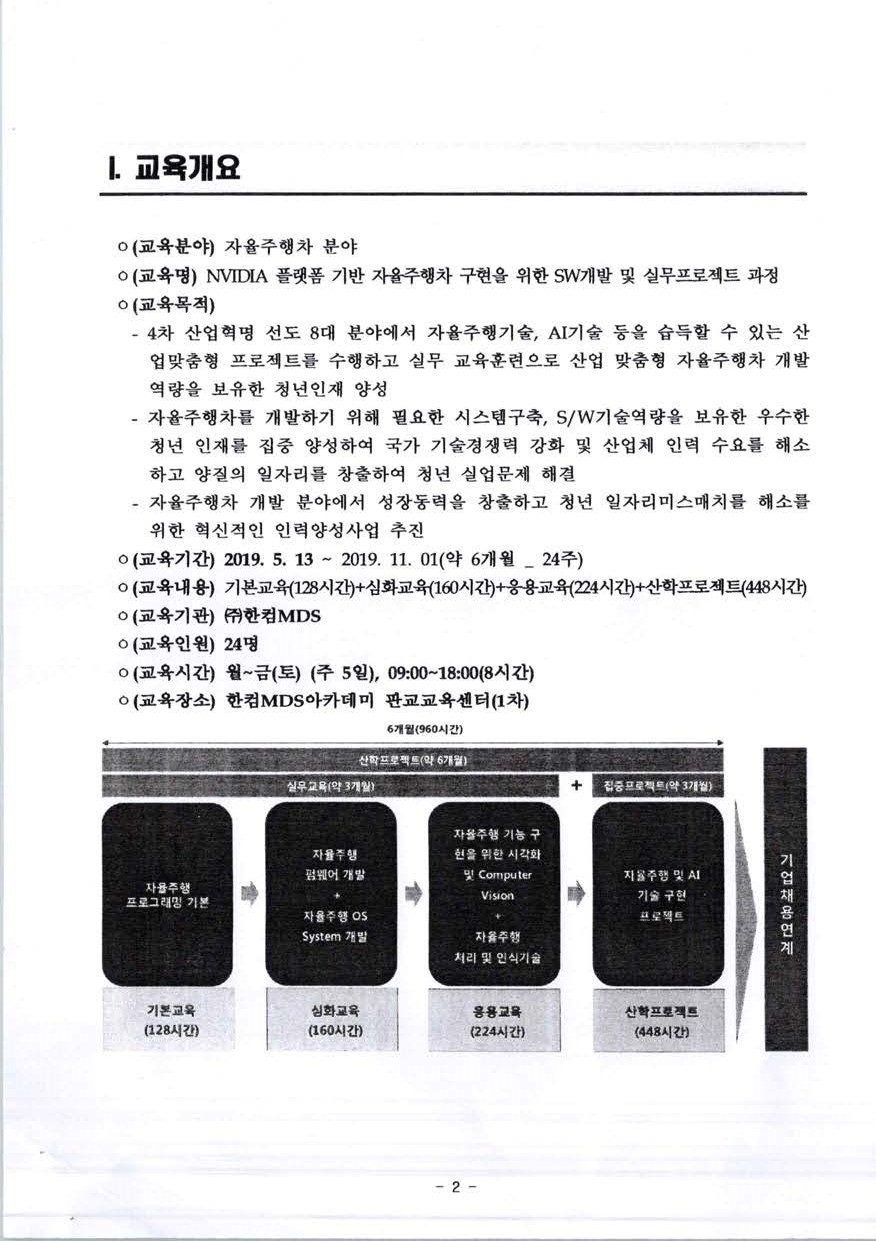 I. 교육개요
○ (교육분야) 자율주행차 분야
○ (교육명) NVIDIA 플랫폼 기반 자율주행차 구현을 위한 SW개발 및 실무프로젝트 과정
○ (교육목적)
- 4차 산업혁명 선도 8대 분야에서 자율주행기술, AI기술 등을 습득할 수 있는 산
업맞춤형 프로젝트를 수행하고 실무 교육훈련으로 산업 맞춤형 자율주행차 개발
역량을 보유한 청년인재 양성
- 자율주행차를 개발하기 위해 필요한 시스템구축, S/W기술역량을 보유한 우수한
청년 인재를 집중 양성하여 국가 기술경쟁력 강화 및 산업체 인력 수요를 해소
하고 양질의 일자리를 창출하여 청년 실업문제 해결
- 자율주행차 개발 분야에서 성장동력을 창출하고 청년 일자리미스매치를 해소를
위한 혁신적인 인력양성사업 추진
○ (교육기간) 2019. 5. 13 ~ 2019. 11. 01(약 6개월 _ 24주)
○ (교육내용) 기본교육(128시간)+심화교육(160시간)+응용교육(224시간)+산학프로젝트(448시간)
○ (교육기관) ㈜한컴MDS
○ (교육인원) 24명
○ (교육시간) 월~금(토) (주 5일), 09:00~18:00(8시간)
○ (교육장소) 한컴MDS아카데미 판교교육센터(1차)
6개월(960시간)
산학프로젝트(약 6개월)
실무교육(약 3개월) + 집중프로젝트(약 3개월)
자율주행
프로그래밍 기본
자율주행
펌웨어 개발
+
자율주행 OS
System 개발
자율주행 기능 구
현을 위한 시각화
및 Computer
Vision
+
자율주행
처리 및 인식기술
자율주행 및 AI
기술 구현
프로젝트
기업채용연계
기본교육
(128시간)
심화교육
(160시간)
응용교육
(224시간)
산학프로젝트
(448시간)
- 2 -